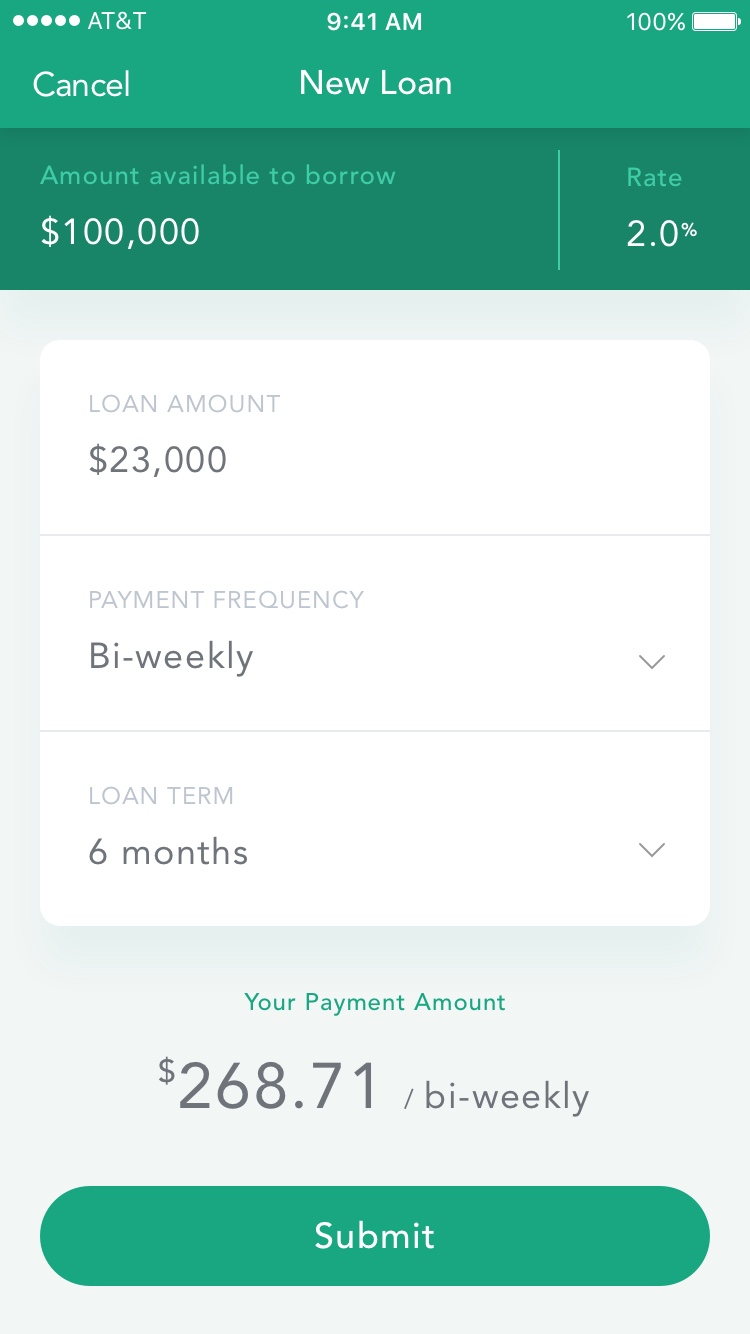 AT&T 9:41 AM 100%
Cancel New Loan
Amount available to borrow Rate
$100,000 2.0%
LOAN AMOUNT
$23,000
PAYMENT FREQUENCY
Bi-weekly
LOAN TERM
6 months
Your Payment Amount
$268.71 / bi-weekly
Submit